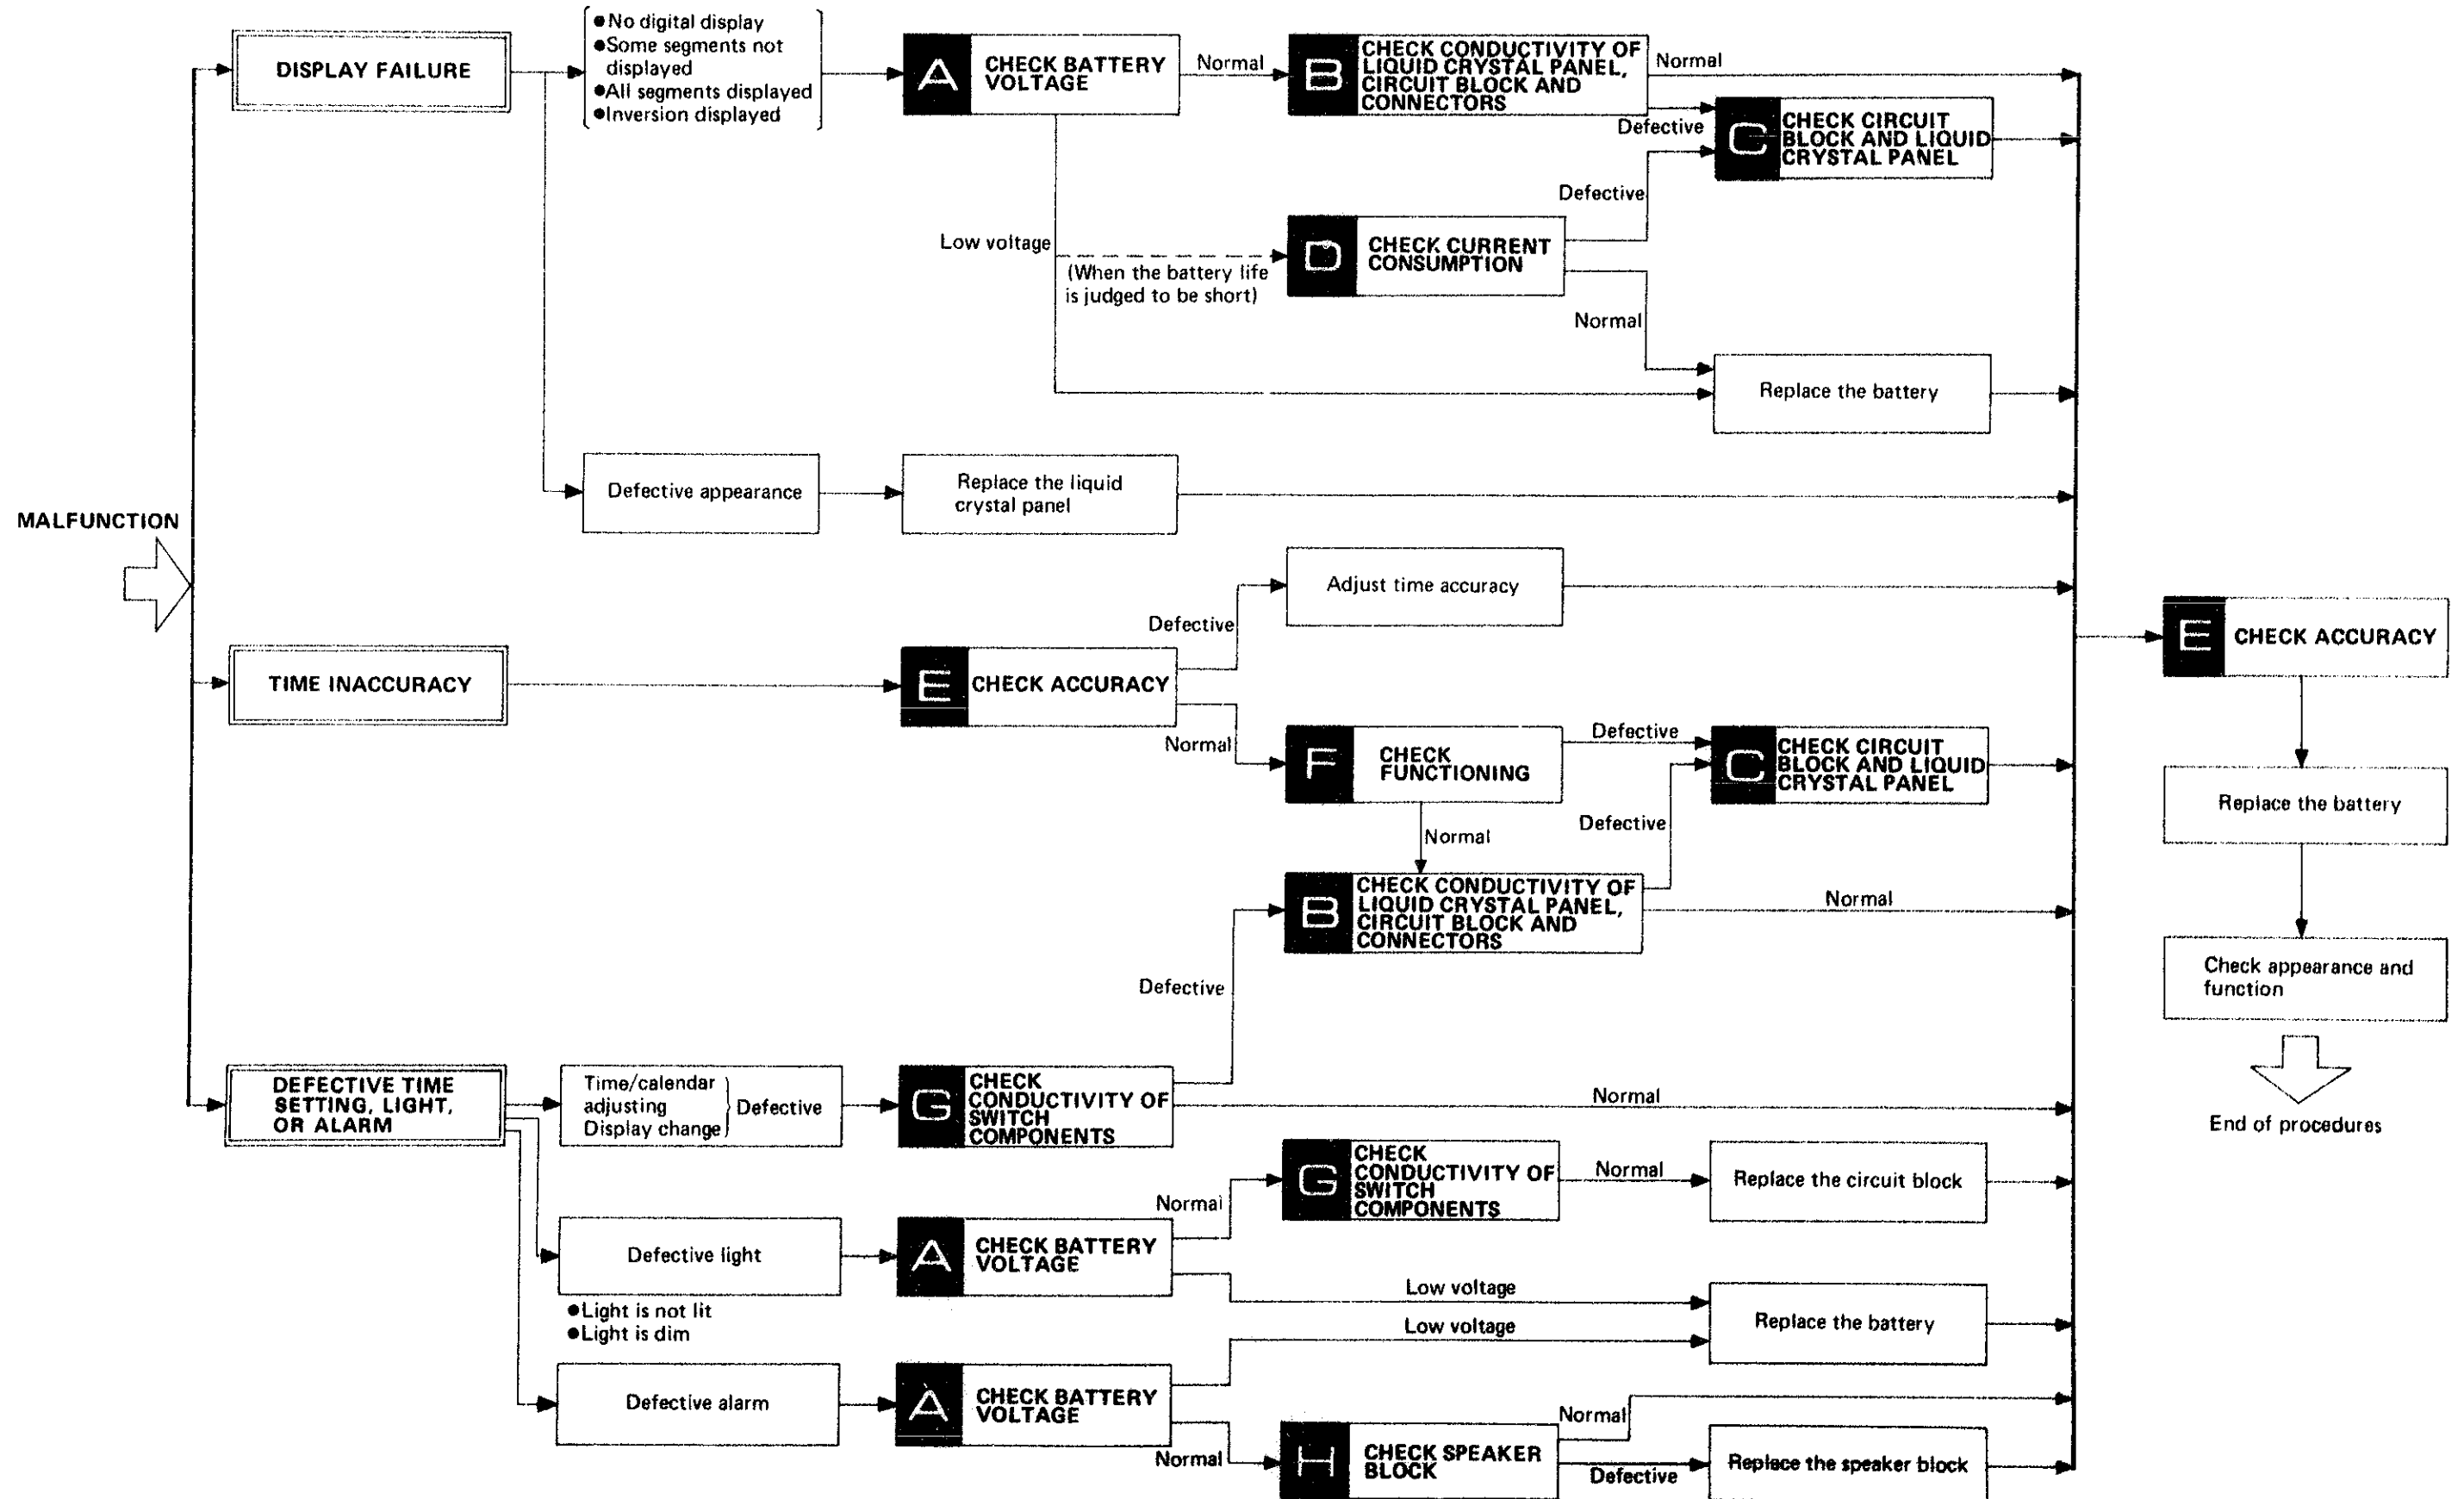 MALFUNCTION
DISPLAY FAILURE
●No digital display
●Some segments not
displayed
●All segments displayed
●Inversion displayed
A
CHECK BATTERY
VOLTAGE
Normal
B
CHECK CONDUCTIVITY OF
LIQUID CRYSTAL PANEL,
CIRCUIT BLOCK AND
CONNECTORS
Normal
Defective
C
CHECK CIRCUIT
BLOCK AND LIQUID
CRYSTAL PANEL
Defective
Low voltage
(When the battery life
is judged to be short)
D
CHECK CURRENT
CONSUMPTION
Normal
Replace the battery
Defective appearance
Replace the liquid
crystal panel
TIME INACCURACY
E
CHECK ACCURACY
Defective
Adjust time accuracy
Normal
F
CHECK
FUNCTIONING
Defective
C
CHECK CIRCUIT
BLOCK AND LIQUID
CRYSTAL PANEL
Normal
Defective
B
CHECK CONDUCTIVITY OF
LIQUID CRYSTAL PANEL,
CIRCUIT BLOCK AND
CONNECTORS
Normal
Defective
DEFECTIVE TIME
SETTING, LIGHT,
OR ALARM
Time/calendar
adjusting
Display change
Defective
G
CHECK
CONDUCTIVITY OF
SWITCH
COMPONENTS
Normal
Defective light
●Light is not lit
●Light is dim
A
CHECK BATTERY
VOLTAGE
Normal
G
CHECK
CONDUCTIVITY OF
SWITCH
COMPONENTS
Normal
Replace the circuit block
Low voltage
Low voltage
Replace the battery
Defective alarm
A
CHECK BATTERY
VOLTAGE
Normal
H
CHECK SPEAKER
BLOCK
Normal
Defective
Replace the speaker block
E
CHECK ACCURACY
Replace the battery
Check appearance and
function
End of procedures